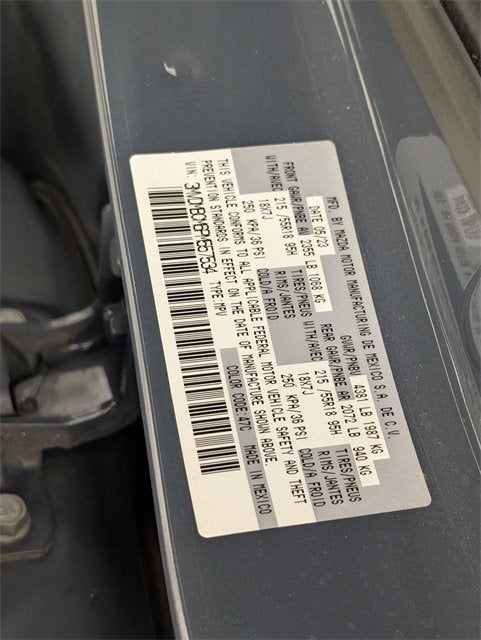 MFD. BY MAZDA MOTOR MANUFACTURING DE MEXICO S.A. DE C.V.
DATE 05/23 GVWR/PNBV 4381 LB 1987 KG
FRONT GAWR/PNBE AV 2355 LB 1068 KG REAR GAWR/PNBE AR 2072 LB 940 KG
WITH/AVEC 215 /55R18 95H TIRES/PNEUS WITH/AVEC 215 /55R18 95H TIRES/PNEUS
18X7J RIMS/JANTES 18X7J RIMS/JANTES
250 KPA/36 PSI COLD/A FROID 250 KPA/36 PSI COLD/A FROID
THIS VEHICLE CONFORMS TO ALL APPLICABLE FEDERAL MOTOR VEHICLE SAFETY AND THEFT
PREVENTION STANDARDS IN EFFECT ON THE DATE OF MANUFACTURE SHOWN ABOVE.
VIN: TYPE:MPV
COLOR CODE:47C MADE IN MEXICO